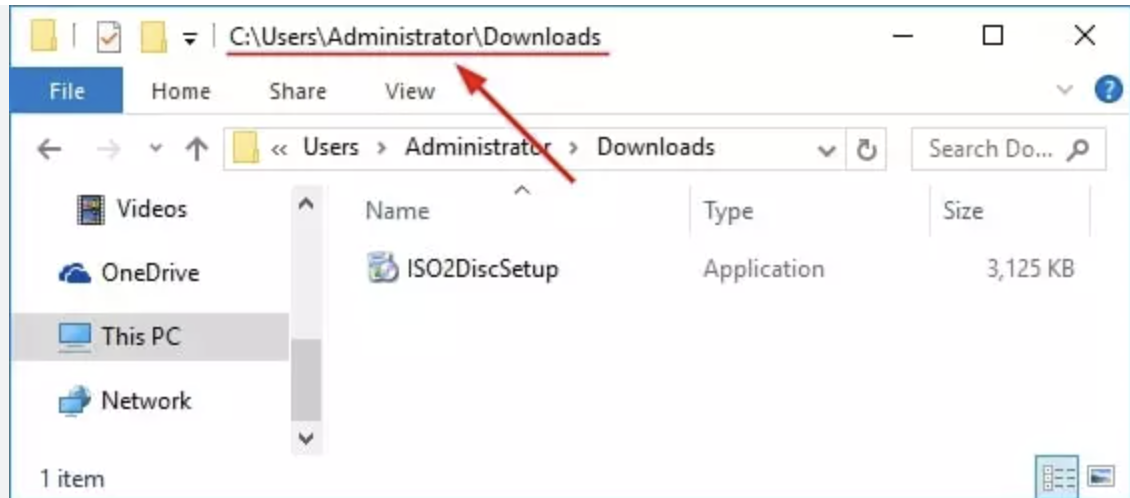 C:\Users\Administrator\Downloads
File Home Share View
« Users > Administrator > Downloads Search Do...
Videos
Name Type Size
OneDrive
ISO2DiscSetup Application 3,125 KB
This PC
Network
1 item